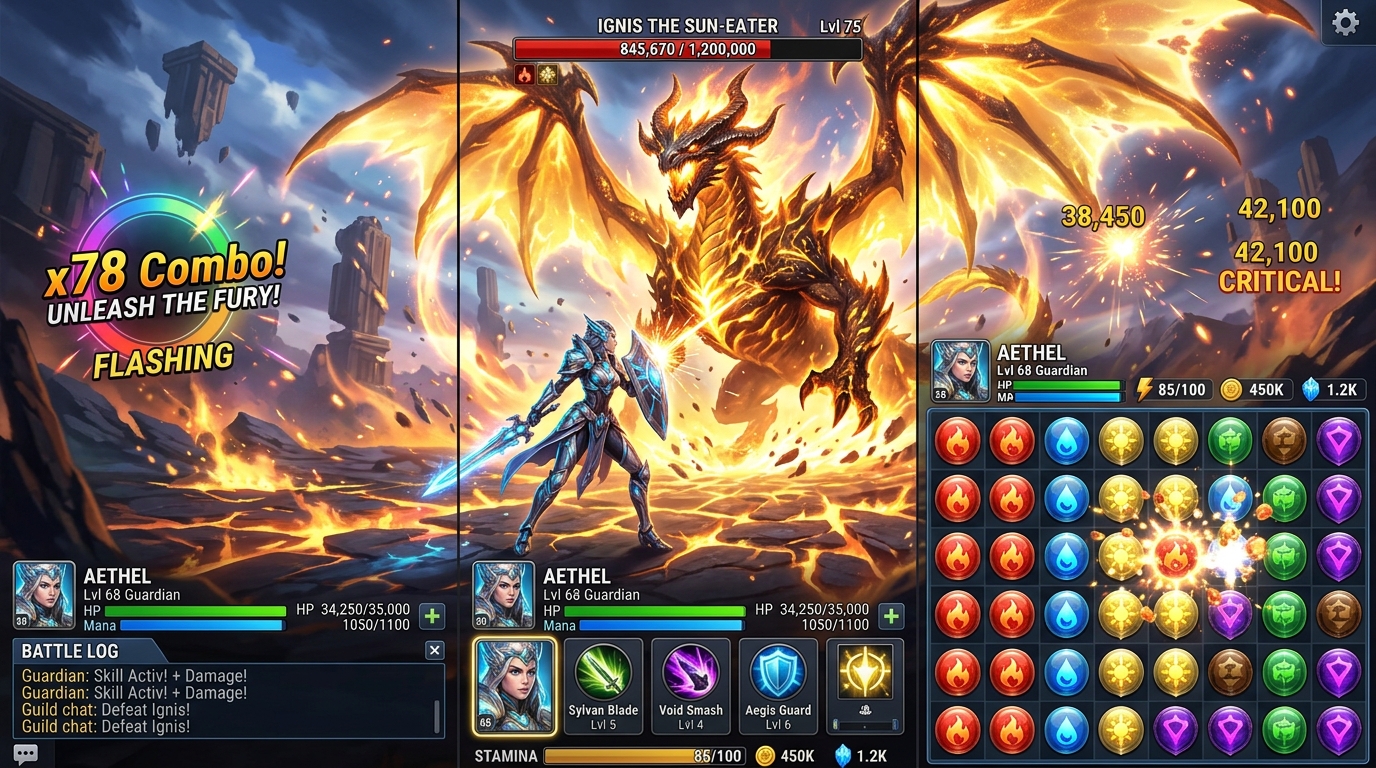 x78 Combo!
UNLEASH THE FURY!
FLASHING
AETHEL
Lvl 68 Guardian
HP
HP 34,250/35,000
Mana
1050/1100
BATTLE LOG
Guardian: Skill Activ! + Damage!
Guardian: Skill Activ! + Damage!
Guild chat: Defeat Ignis!
Guild chat: Defeat Ignis!
IGNIS THE SUN-EATER
Lvl 75
845,670 / 1,200,000
AETHEL
Lvl 68 Guardian
HP
HP 34,250/35,000
Mana
1050/1100
Sylvan Blade
Lvl 5
Void Smash
Lvl 4
Aegis Guard
Lvl 6
STAMINA
85/100
450K
1.2K
38,450
42,100
42,100
CRITICAL!
AETHEL
Lvl 68 Guardian
HP
85/100
450K
1.2K